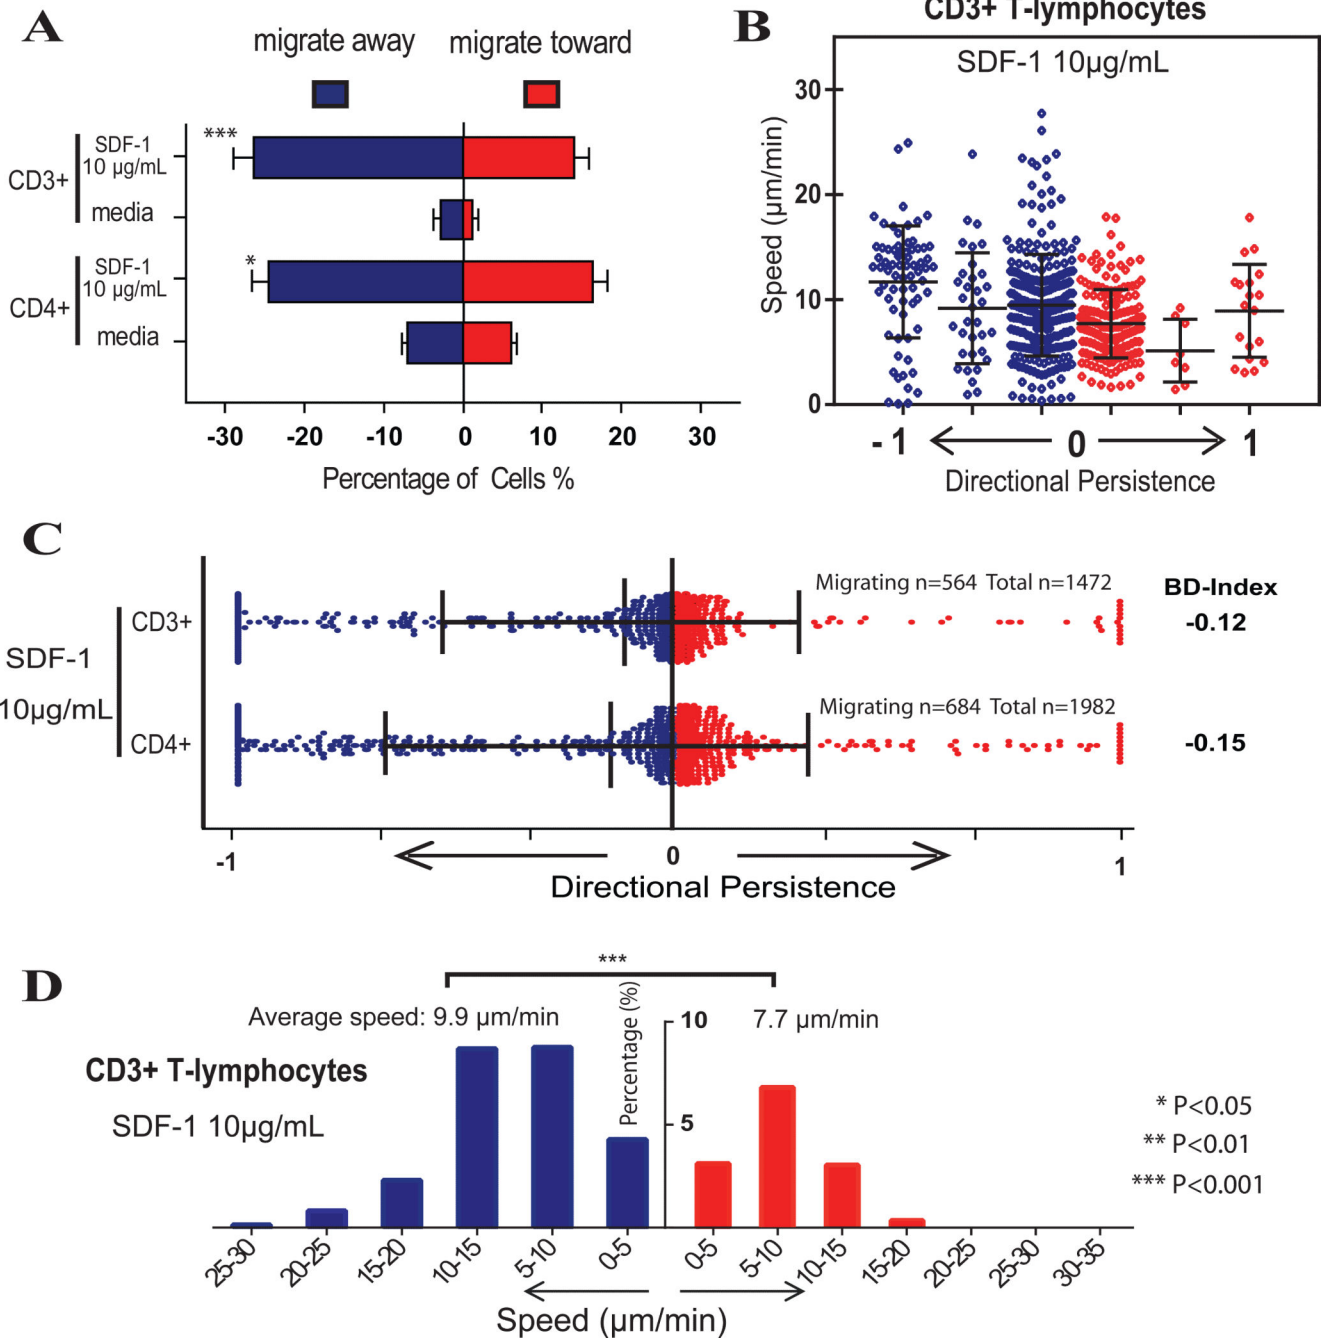 A
migrate away migrate toward
***
CD3+
SDF-1
10 µg/mL
media
*
CD4+
SDF-1
10 µg/mL
media
-30 -20 -10 0 10 20 30
Percentage of Cells %
B
CD3+ T-lymphocytes
SDF-1 10µg/mL
Speed (µm/min)
30
20
10
0
-1 0 1
Directional Persistence
C
SDF-1
10µg/mL
CD3+
Migrating n=564 Total n=1472
BD-Index
-0.12
CD4+
Migrating n=684 Total n=1982
-0.15
-1 0 1
Directional Persistence
D
***
Average speed: 9.9 µm/min
7.7 µm/min
Percentage (%)
10
5
CD3+ T-lymphocytes
SDF-1 10µg/mL
* P<0.05
** P<0.01
*** P<0.001
25-30 20-25 15-20 10-15 5-10 0-5 0-5 5-10 10-15 15-20 20-25 25-30 30-35
Speed (µm/min)